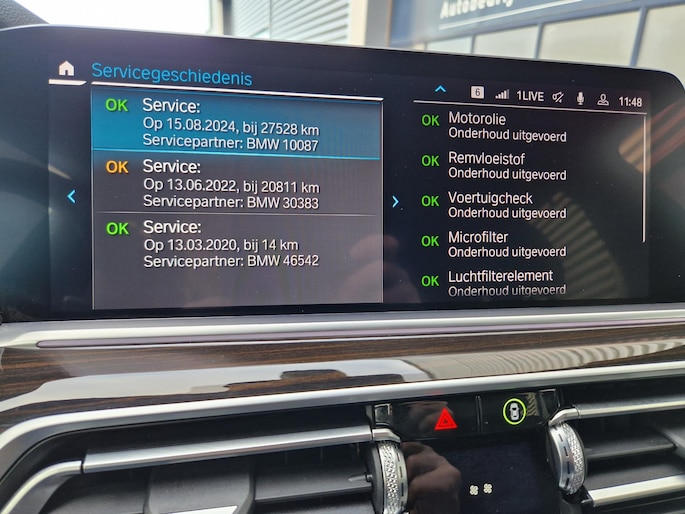 Autobedrij
Servicegeschiedenis
6 1LIVE 11:48
OK Service:
Op 15.08.2024, bij 27528 km
Servicepartner: BMW 10087
OK Service:
Op 13.06.2022, bij 20811 km
Servicepartner: BMW 30383
OK Service:
Op 13.03.2020, bij 14 km
Servicepartner: BMW 46542
OK Motorolie
Onderhoud uitgevoerd
OK Remvloeistof
Onderhoud uitgevoerd
OK Voertuigcheck
Onderhoud uitgevoerd
OK Microfilter
Onderhoud uitgevoerd
OK Luchtfilterelement
Onderhoud uitgevoerd